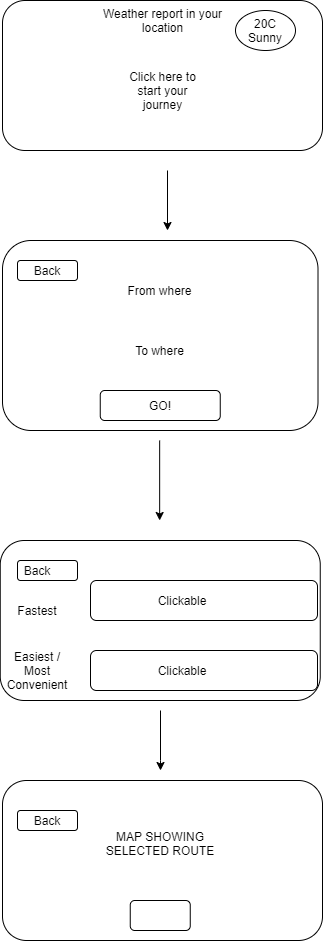 Weather report in your
location
20C
Sunny
Click here to
start your
journey
Back
From where
To where
GO!
Back
Fastest
Clickable
Easiest /
Most
Convenient
Clickable
Back
MAP SHOWING
SELECTED ROUTE